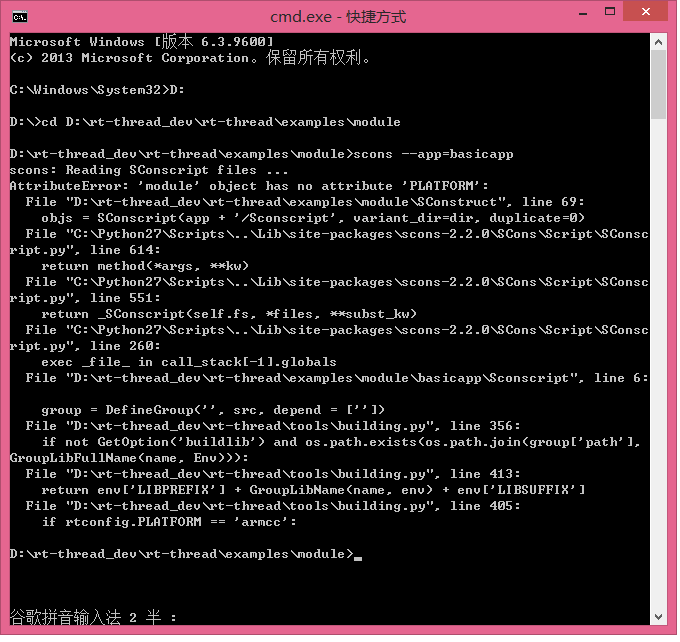 cmd.exe - 快捷方式
Microsoft Windows [版本 6.3.9600]
(c) 2013 Microsoft Corporation。保留所有权利。
C:\Windows\System32>D:
D:\>cd D:\rt-thread_dev\rt-thread\examples\module
D:\rt-thread_dev\rt-thread\examples\module>scons --app=basicapp
scons: Reading SConscript files ...
AttributeError: 'module' object has no attribute 'PLATFORM':
  File "D:\rt-thread_dev\rt-thread\examples\module\SConstruct", line 69:
    objs = SConscript(app + '/Sconscript', variant_dir=dir, duplicate=0)
  File "C:\Python27\Scripts\..\Lib\site-packages\scons-2.2.0\SCons\Script\SConsc
ript.py", line 614:
    return method(*args, **kw)
  File "C:\Python27\Scripts\..\Lib\site-packages\scons-2.2.0\SCons\Script\SConsc
ript.py", line 551:
    return _SConscript(self.fs, *files, **subst_kw)
  File "C:\Python27\Scripts\..\Lib\site-packages\scons-2.2.0\SCons\Script\SConsc
ript.py", line 260:
    exec _file_ in call_stack[-1].globals
  File "D:\rt-thread_dev\rt-thread\examples\module\basicapp\Sconscript", line 6:
    group = DefineGroup('', src, depend = [''])
  File "D:\rt-thread_dev\rt-thread\tools\building.py", line 356:
    if not GetOption('buildlib') and os.path.exists(os.path.join(group['path'],
GroupLibFullName(name, Env))):
  File "D:\rt-thread_dev\rt-thread\tools\building.py", line 413:
    return env['LIBPREFIX'] + GroupLibName(name, env) + env['LIBSUFFIX']
  File "D:\rt-thread_dev\rt-thread\tools\building.py", line 405:
    if rtconfig.PLATFORM == 'armcc':
D:\rt-thread_dev\rt-thread\examples\module>
谷歌拼音输入法 2 半 :